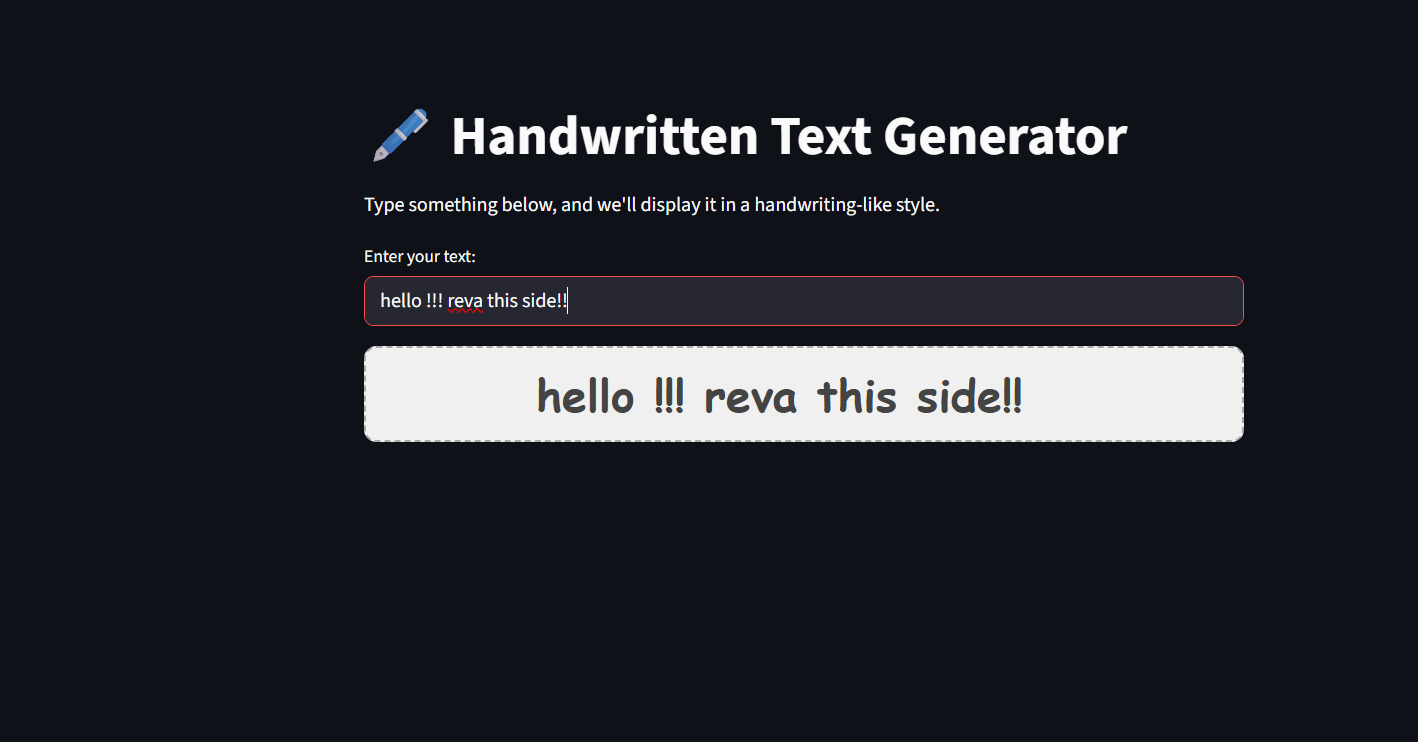 Handwritten Text Generator
Type something below, and we'll display it in a handwriting-like style.
Enter your text:
hello !!! reva this side!!
hello !!! reva this side!!